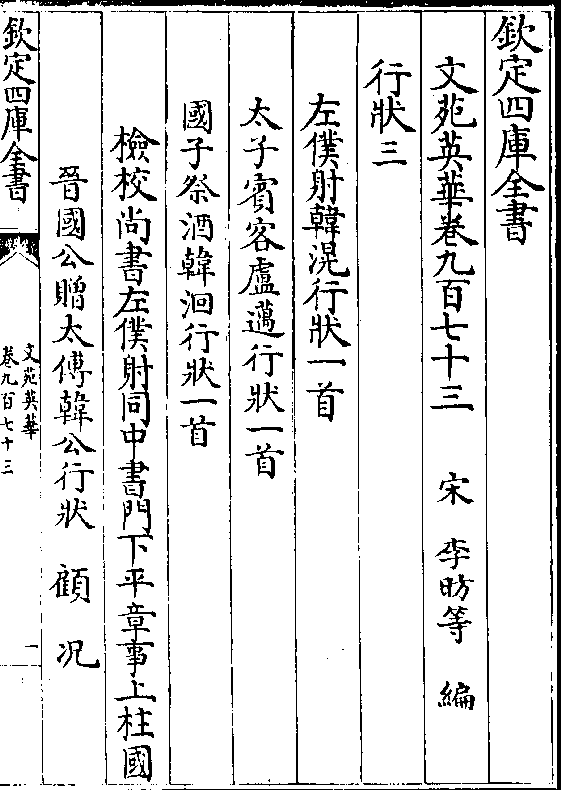 欽定四庫全書
文苑英華卷九百七十三 宋 李昉等 編
行狀三
左僕射韓滉行狀一首
太子賔客盧邁行狀一首
國子祭酒韓洄行狀一首
檢校尚書左僕射同中書門下平章事上柱國
晉國公贈太傅韓公行狀 顧 况
欽定四庫全書
文苑英華
卷九百七十三
一